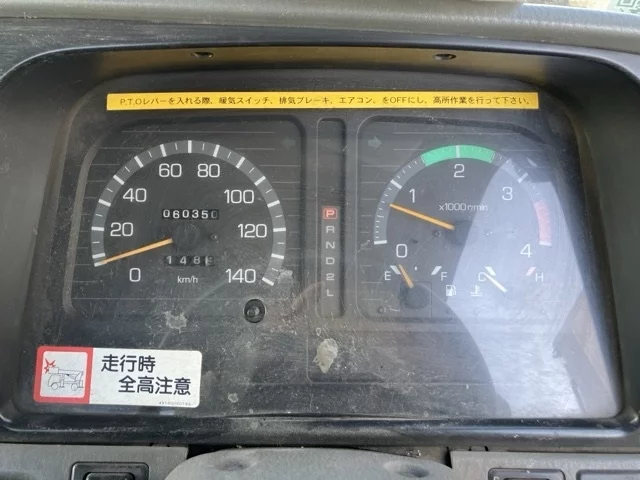 P.T.Oレバーを入れる際、暖気スイッチ、排気ブレーキ、エアコン、をOFFにし、高所作業を行って下さい。
0 20 40 60 80 100 120 140
060350
148
km/h
P
R
N
D
2
L
0 1 2 3 4
x1000r/min
E F C H
走行時
全高注意